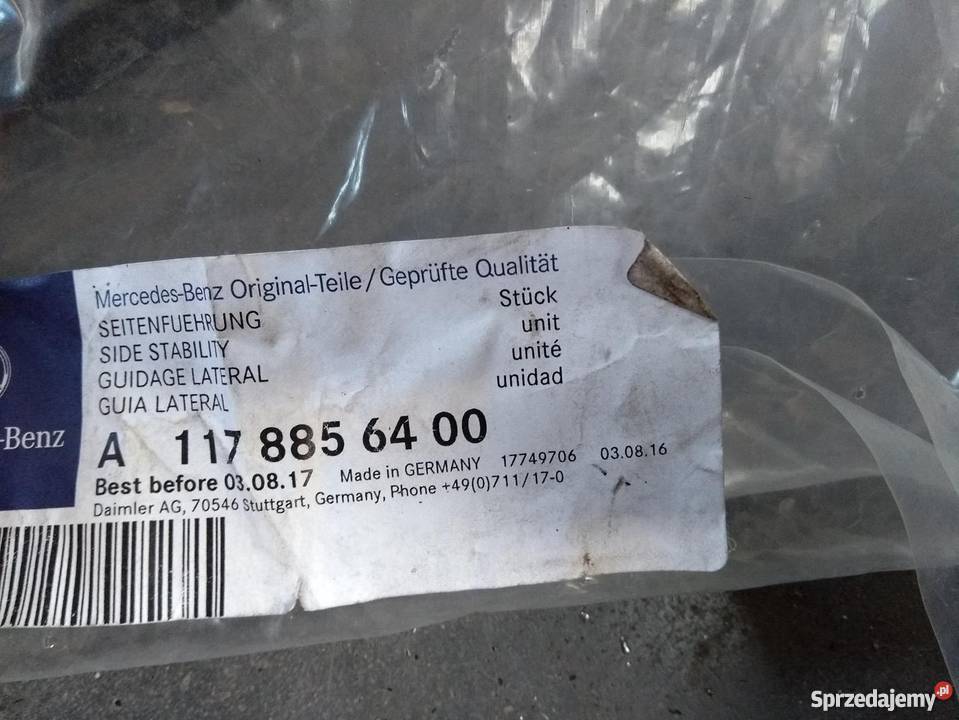 Mercedes-Benz Original-Teile / Geprüfte Qualität
SEITENFUEHRUNG Stück
SIDE STABILITY unit
GUIDAGE LATERAL unité
GUIA LATERAL unidad
-Benz
A 117 885 64 00
Best before 03.08.17 Made in GERMANY 17749706 03.08.16
Daimler AG, 70546 Stuttgart, Germany, Phone +49(0)711/17-0
Sprzedajemy.pl